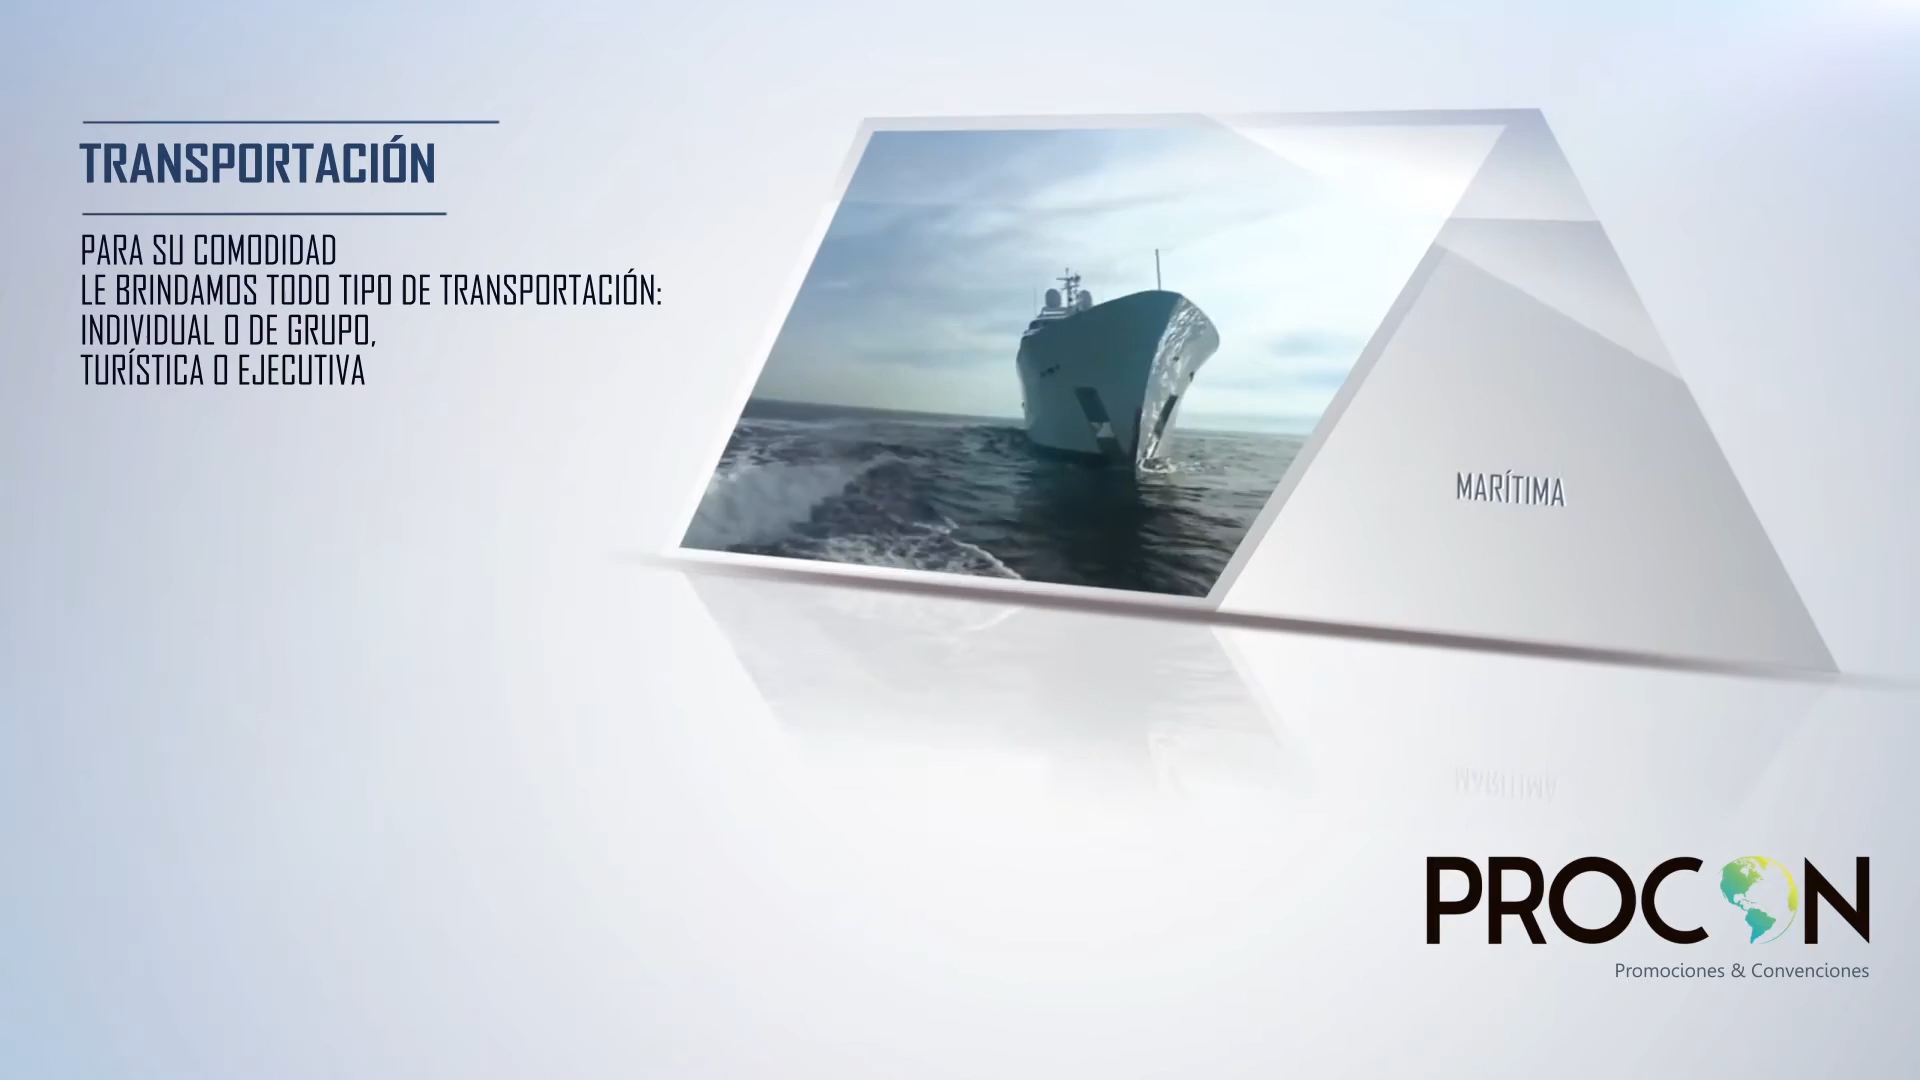 TRANSPORTACIÓN
PARA SU COMODIDAD
LE BRINDAMOS TODO TIPO DE TRANSPORTACIÓN:
INDIVIDUAL O DE GRUPO,
TURÍSTICA O EJECUTIVA
MARÍTIMA
PROCON
Promociones & Convenciones